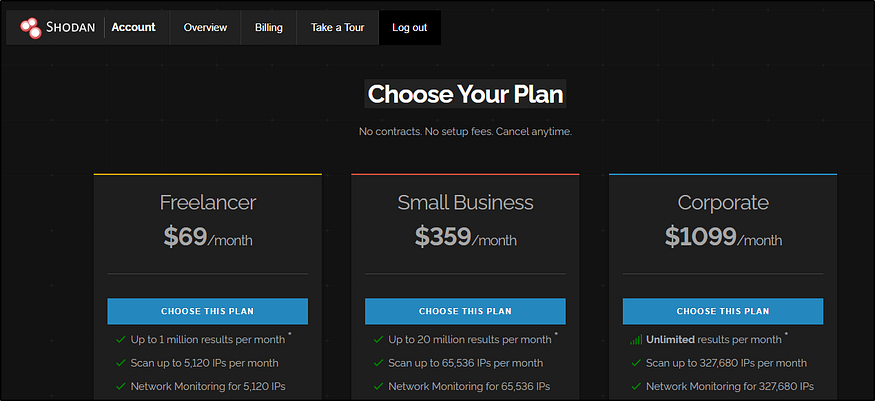 SHODAN Account Overview Billing Take a Tour Log out
Choose Your Plan
No contracts. No setup fees. Cancel anytime.
Freelancer
$69/month
CHOOSE THIS PLAN
Up to 1 million results per month *
Scan up to 5,120 IPs per month
Network Monitoring for 5,120 IPs
Small Business
$359/month
CHOOSE THIS PLAN
Up to 20 million results per month *
Scan up to 65,536 IPs per month
Network Monitoring for 65,536 IPs
Corporate
$1099/month
CHOOSE THIS PLAN
Unlimited results per month *
Scan up to 327,680 IPs per month
Network Monitoring for 327,680 IPs